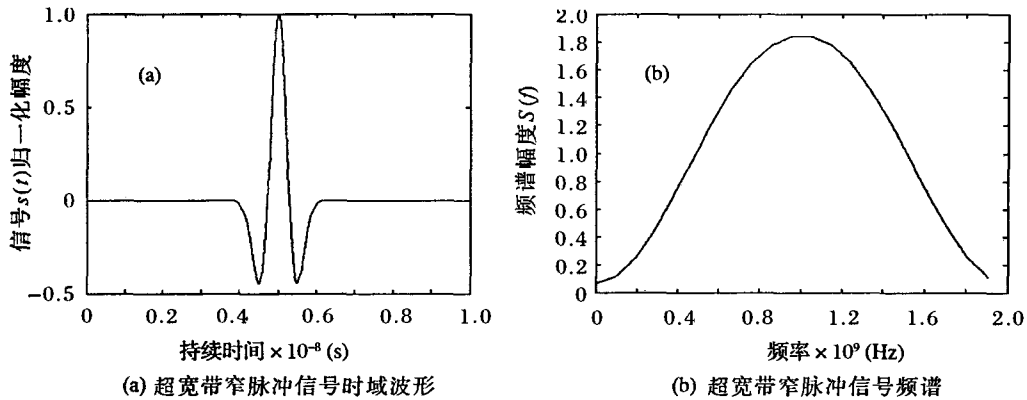 1.0
0.5
0
-0.5
信号s(t)归一化幅度
(a)
0 0.2 0.4 0.6 0.8 1.0
持续时间×10⁻⁸ (s)
(a) 超宽带窄脉冲信号时域波形
2.0
1.8
1.6
1.4
1.2
1.0
0.8
0.6
0.4
0.2
0
频谱幅度S(f)
(b)
0 0.4 0.8 1.2 1.6 2.0
频率×10⁹ (Hz)
(b) 超宽带窄脉冲信号频谱